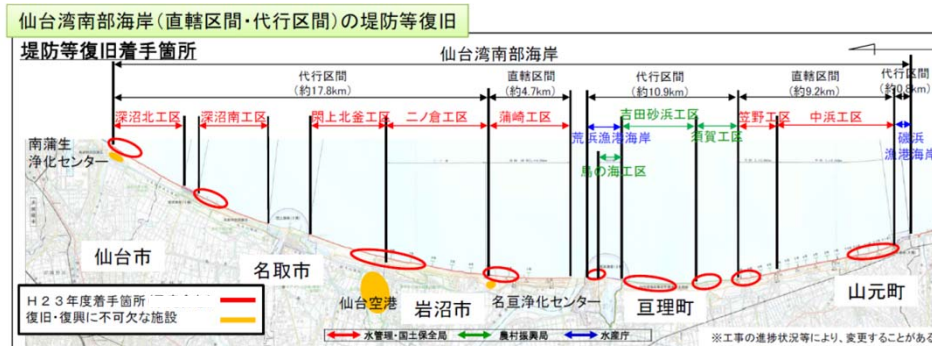 仙台湾南部海岸（直轄区間・代行区間）の堤防等復旧
堤防等復旧着手箇所
仙台湾南部海岸
代行区間
（約17.8km）
直轄区間
（約4.7km）
代行区間
（約10.9km）
直轄区間
（約9.2km）
代行区間
（約0.8km）
深沼北工区
深沼南工区
閖上北釜工区
二ノ倉工区
蒲崎工区
荒浜漁港海岸
鳥の海工区
吉田砂浜工区
須賀工区
笠野工区
中浜工区
磯浜
漁港海岸
南蒲生
浄化センター
仙台市
名取市
仙台空港
岩沼市
名亘浄化センター
亘理町
山元町
Ｈ２３年度着手箇所
復旧・復興に不可欠な施設
水管理・国土保全局
農村振興局
水産庁
※工事の進捗状況等により、変更することがある